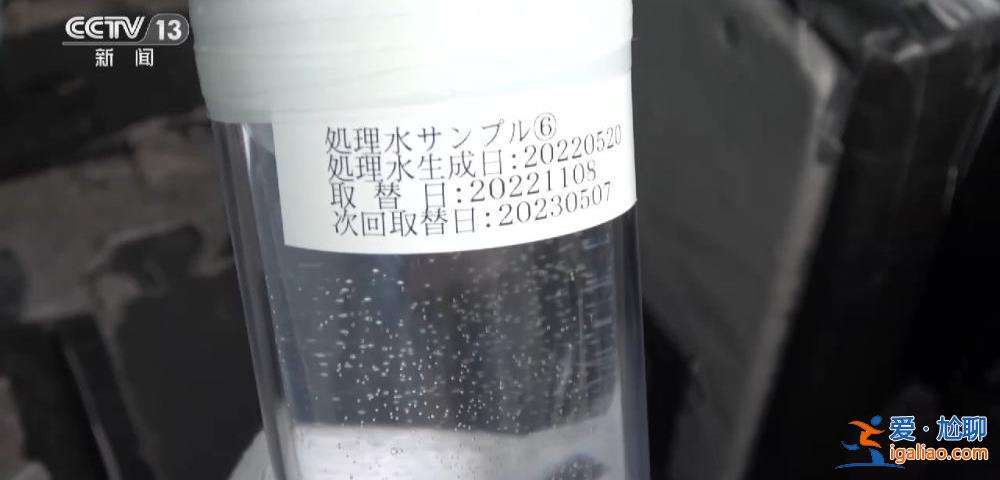 CCTV 13
新闻
処理水サンプル⑥
処理水生成日:20220520
取替日:20221108
次回取替日:20230507
爱·尬聊
igaliao.com